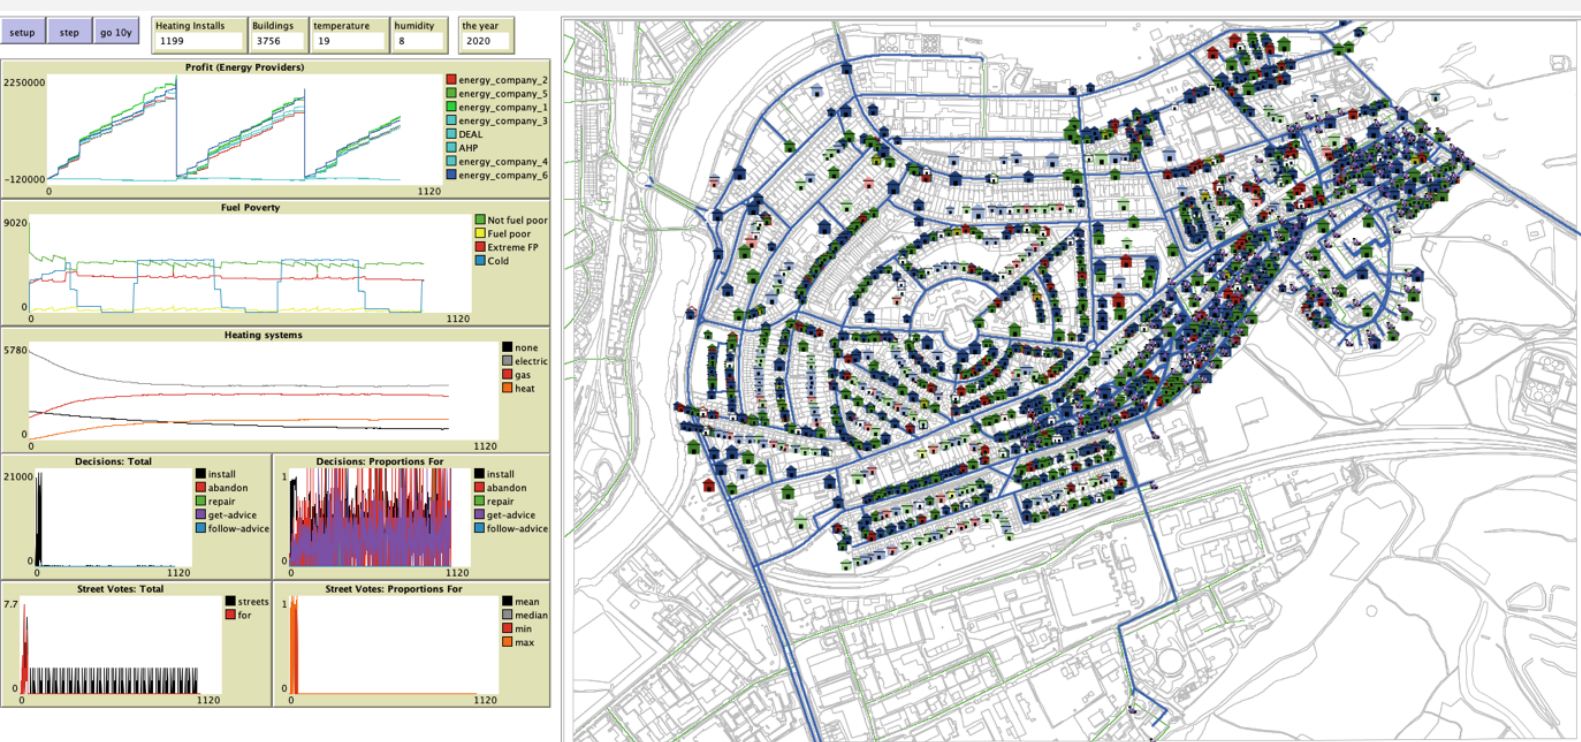 setup step go 10y
Heating Installs Buildings temperature humidity the year
1199 3756 19 8 2020
Profit (Energy Providers)
2250000
-120000
0 1120
energy_company_2
energy_company_5
energy_company_1
energy_company_3
DEAL
AHP
energy_company_4
energy_company_6
Fuel Poverty
9020
0
0 1120
Not fuel poor
Fuel poor
Extreme FP
Cold
Heating systems
5780
0
0 1120
none
electric
gas
heat
Decisions: Total
21000
0
0 1120
install
abandon
repair
get-advice
follow-advice
Decisions: Proportions For
1
0
0 1120
install
abandon
repair
get-advice
follow-advice
Street Votes: Total
7.7
0
0 1120
streets
for
Street Votes: Proportions For
1
0
0 1120
mean
median
min
max